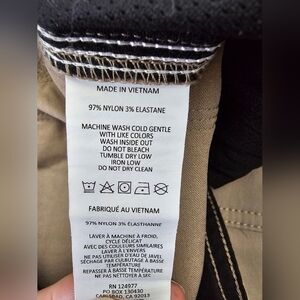 MADE IN VIETNAM
97% NYLON 3% ELASTANE
MACHINE WASH COLD GENTLE
WITH LIKE COLORS
WASH INSIDE OUT
DO NOT BLEACH
TUMBLE DRY LOW
IRON LOW
DO NOT DRY CLEAN
FABRIQUÉ AU VIETNAM
97% NYLON 3% ÉLASTHANNE
LAVER À MACHINE À FROID,
CYCLE DÉLICAT
AVEC DES COULEURS SIMILAIRES
LAVER À L'ENVERS
NE PAS UTILISER D'EAU DE JAVEL
SÉCHAGE PAR CULBUTAGE À BASSE
TEMPÉRATURE
REPASSER À BASSE TEMPÉRATURE
NE PAS NETTOYER À SEC
RN 124977
PO BOX 130430
CARLSBAD, CA 92013